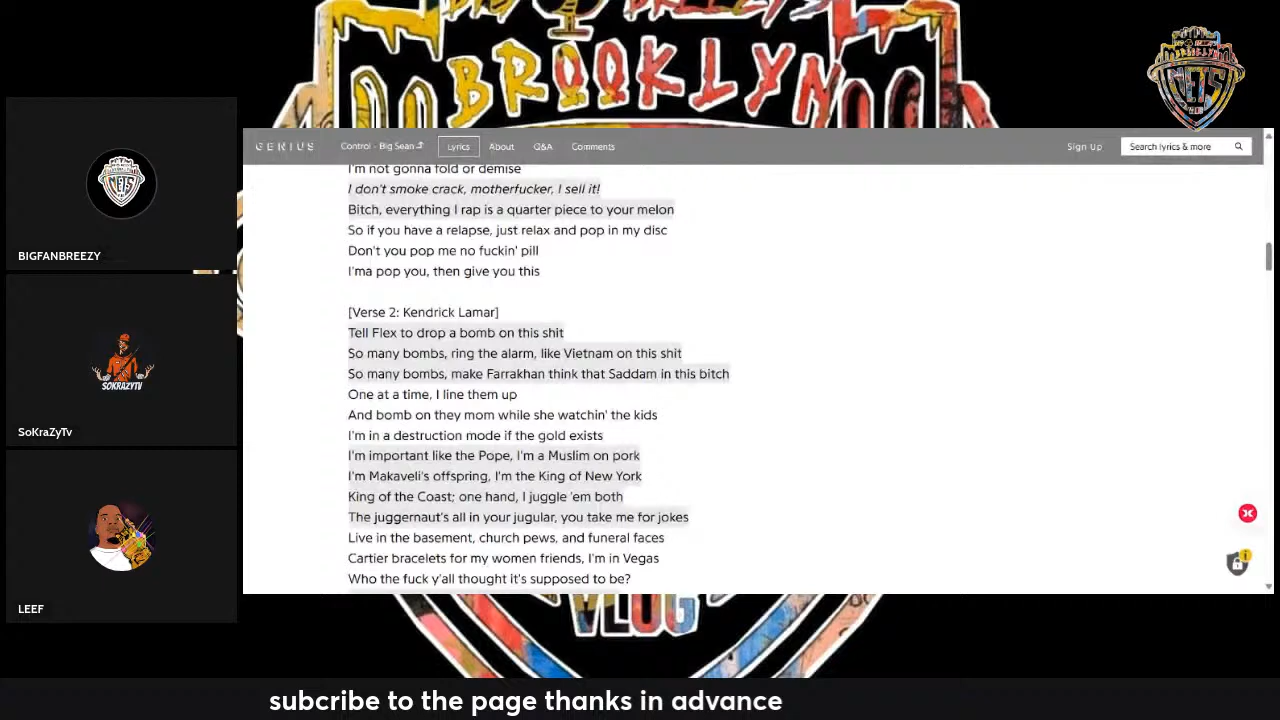 BROOKLYN
NETS
GENIUS
Control - Big Sean
Lyrics
About
Q&A
Comments
Sign Up
Search lyrics & more
I'm not gonna fold or demise
I don't smoke crack, motherfucker, I sell it!
Bitch, everything I rap is a quarter piece to your melon
So if you have a relapse, just relax and pop in my disc
Don't you pop me no fuckin' pill
I'ma pop you, then give you this
[Verse 2: Kendrick Lamar]
Tell Flex to drop a bomb on this shit
So many bombs, ring the alarm, like Vietnam on this shit
So many bombs, make Farrakhan think that Saddam in this bitch
One at a time, I line them up
And bomb on they mom while she watchin' the kids
I'm in a destruction mode if the gold exists
I'm important like the Pope, I'm a Muslim on pork
I'm Makaveli's offspring, I'm the King of New York
King of the Coast; one hand, I juggle 'em both
The juggernaut's all in your jugular, you take me for jokes
Live in the basement, church pews, and funeral faces
Cartier bracelets for my women friends, I'm in Vegas
Who the fuck y'all thought it's supposed to be?
NETS
BIGFANBREEZY
SOKRAZYTV
SoKraZyTv
LEEF
VLOG
subcribe to the page thanks in advance